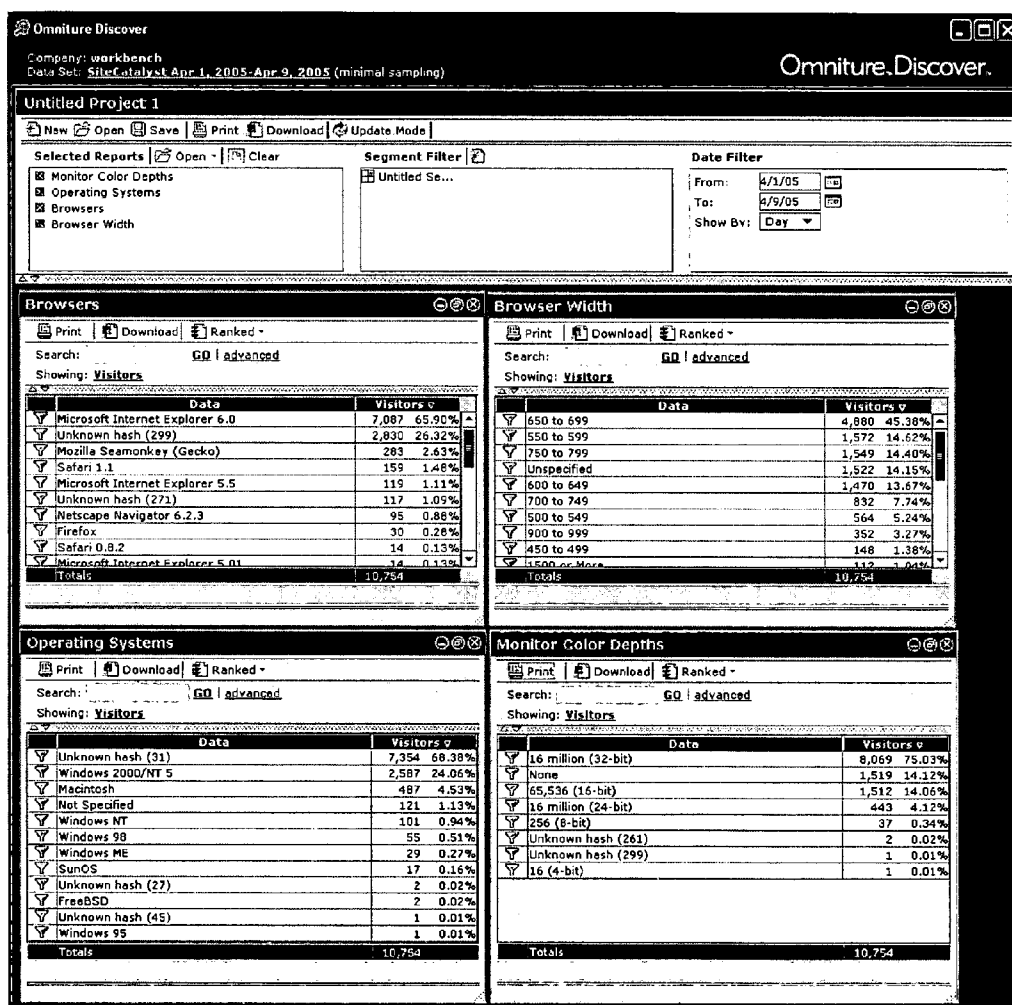 Omniture Discover
Company: workbench
Data Set: SiteCatalyst Apr 1, 2005-Apr 9, 2005 (minimal sampling)
Omniture Discover
Untitled Project 1
New Open Save Print Download Update Mode
Selected Reports Open Clear
Monitor Color Depths
Operating Systems
Browsers
Browser Width
Segment Filter
Untitled Se...
Date Filter
From: 4/1/05
To: 4/9/05
Show By: Day
Browsers
Print Download Ranked
Search: GO | advanced
Showing: Visitors
Data Visitors
Microsoft Internet Explorer 6.0 7,087 65.90%
Unknown hash (299) 2,830 26.32%
Mozilla Seamonkey (Gecko) 283 2.63%
Safari 1.1 159 1.48%
Microsoft Internet Explorer 5.5 119 1.11%
Unknown hash (271) 117 1.09%
Netscape Navigator 6.2.3 95 0.88%
Firefox 30 0.28%
Safari 0.8.2 14 0.13%
Microsoft Internet Explorer 5.01 14 0.13%
Totals 10,754
Browser Width
Print Download Ranked
Search: GO | advanced
Showing: Visitors
Data Visitors
650 to 699 4,880 45.38%
550 to 599 1,572 14.62%
750 to 799 1,549 14.40%
Unspecified 1,522 14.15%
600 to 649 1,470 13.67%
700 to 749 832 7.74%
500 to 549 564 5.24%
900 to 999 352 3.27%
450 to 499 148 1.38%
1500 or More 112 1.04%
Totals 10,754
Operating Systems
Print Download Ranked
Search: GO | advanced
Showing: Visitors
Data Visitors
Unknown hash (31) 7,354 68.38%
Windows 2000/NT 5 2,587 24.06%
Macintosh 487 4.53%
Not Specified 121 1.13%
Windows NT 101 0.94%
Windows 98 55 0.51%
Windows ME 29 0.27%
SunOS 17 0.16%
Unknown hash (27) 2 0.02%
FreeBSD 2 0.02%
Unknown hash (45) 1 0.01%
Windows 95 1 0.01%
Totals 10,754
Monitor Color Depths
Print Download Ranked
Search: GO | advanced
Showing: Visitors
Data Visitors
16 million (32-bit) 8,069 75.03%
None 1,519 14.12%
65,536 (16-bit) 1,512 14.06%
16 million (24-bit) 443 4.12%
256 (8-bit) 37 0.34%
Unknown hash (261) 2 0.02%
Unknown hash (299) 1 0.01%
16 (4-bit) 1 0.01%
Totals 10,754